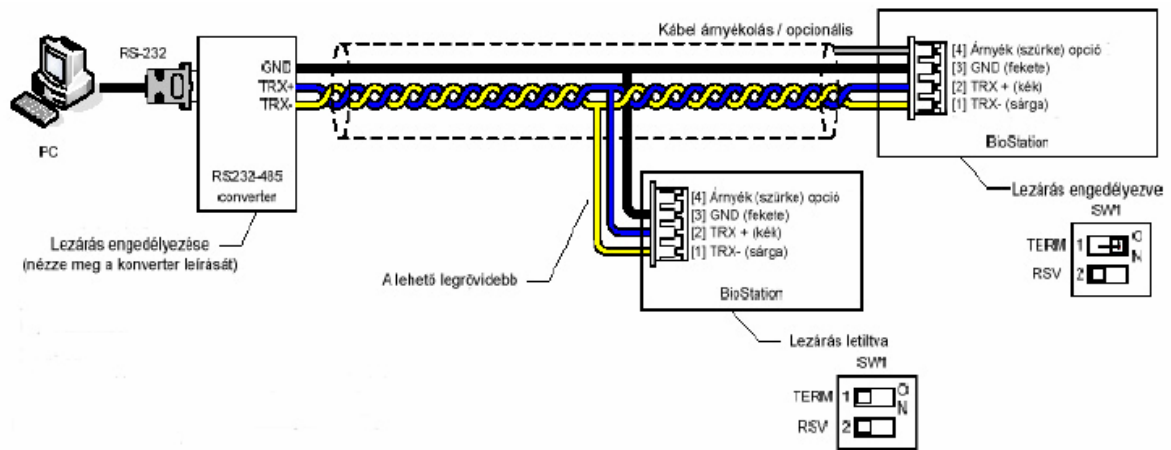 Kábel árnyékolás / opcionális
RS-232
[4] Árnyék (szürke) opció
[3] GND (fekete)
[2] TRX + (kék)
[1] TRX- (sárga)
BioStation
GND
TRX+
TRX-
PC
RS232-485
converter
Lezárás engedélyezve
SW1
TERM 1
RSV 2
ON
[4] Árnyék (szürke) opció
[3] GND (fekete)
[2] TRX + (kék)
[1] TRX- (sárga)
BioStation
Lezárás engedélyezése
(nézze meg a konverter leírását)
A lehető legrövidebb
Lezárás letiltva
SW1
TERM 1
RSV 2
ON